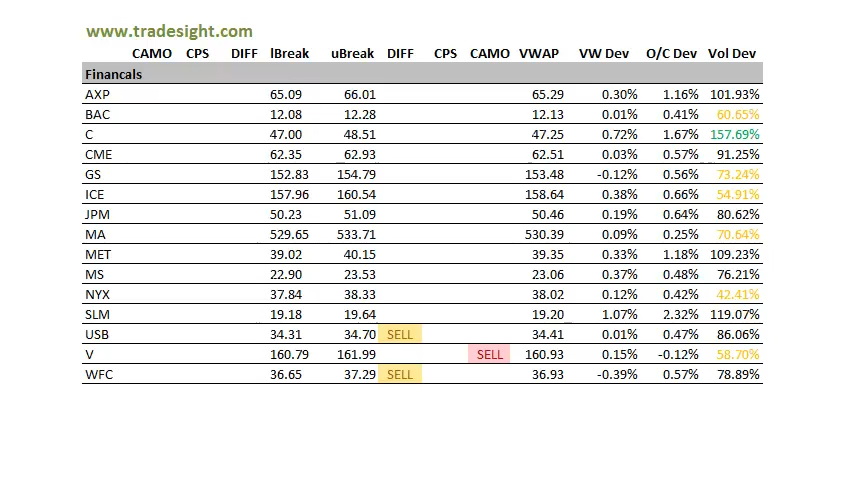 www.tradesight.com
CAMO CPS DIFF lBreak uBreak DIFF CPS CAMO VWAP VW Dev O/C Dev Vol Dev
Financals
AXP 65.09 66.01 65.29 0.30% 1.16% 101.93%
BAC 12.08 12.28 12.13 0.01% 0.41% 60.65%
C 47.00 48.51 47.25 0.72% 1.67% 157.69%
CME 62.35 62.93 62.51 0.03% 0.57% 91.25%
GS 152.83 154.79 153.48 -0.12% 0.56% 73.24%
ICE 157.96 160.54 158.64 0.38% 0.66% 54.91%
JPM 50.23 51.09 50.46 0.19% 0.64% 80.62%
MA 529.65 533.71 530.39 0.09% 0.25% 70.64%
MET 39.02 40.15 39.35 0.33% 1.18% 109.23%
MS 22.90 23.53 23.06 0.37% 0.48% 76.21%
NYX 37.84 38.33 38.02 0.12% 0.42% 42.41%
SLM 19.18 19.64 19.20 1.07% 2.32% 119.07%
USB 34.31 34.70 SELL 34.41 0.01% 0.47% 86.06%
V 160.79 161.99 SELL 160.93 0.15% -0.12% 58.70%
WFC 36.65 37.29 SELL 36.93 -0.39% 0.57% 78.89%